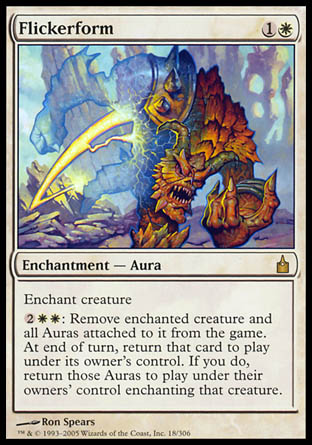 Flickerform 1
Enchantment — Aura
Enchant creature
2: Remove enchanted creature and
all Auras attached to it from the game.
At end of turn, return that card to play
under its owner's control. If you do,
return those Auras to play under their
owners' control enchanting that creature.
Ron Spears
™ & © 1993–2005 Wizards of the Coast, Inc. 18/306